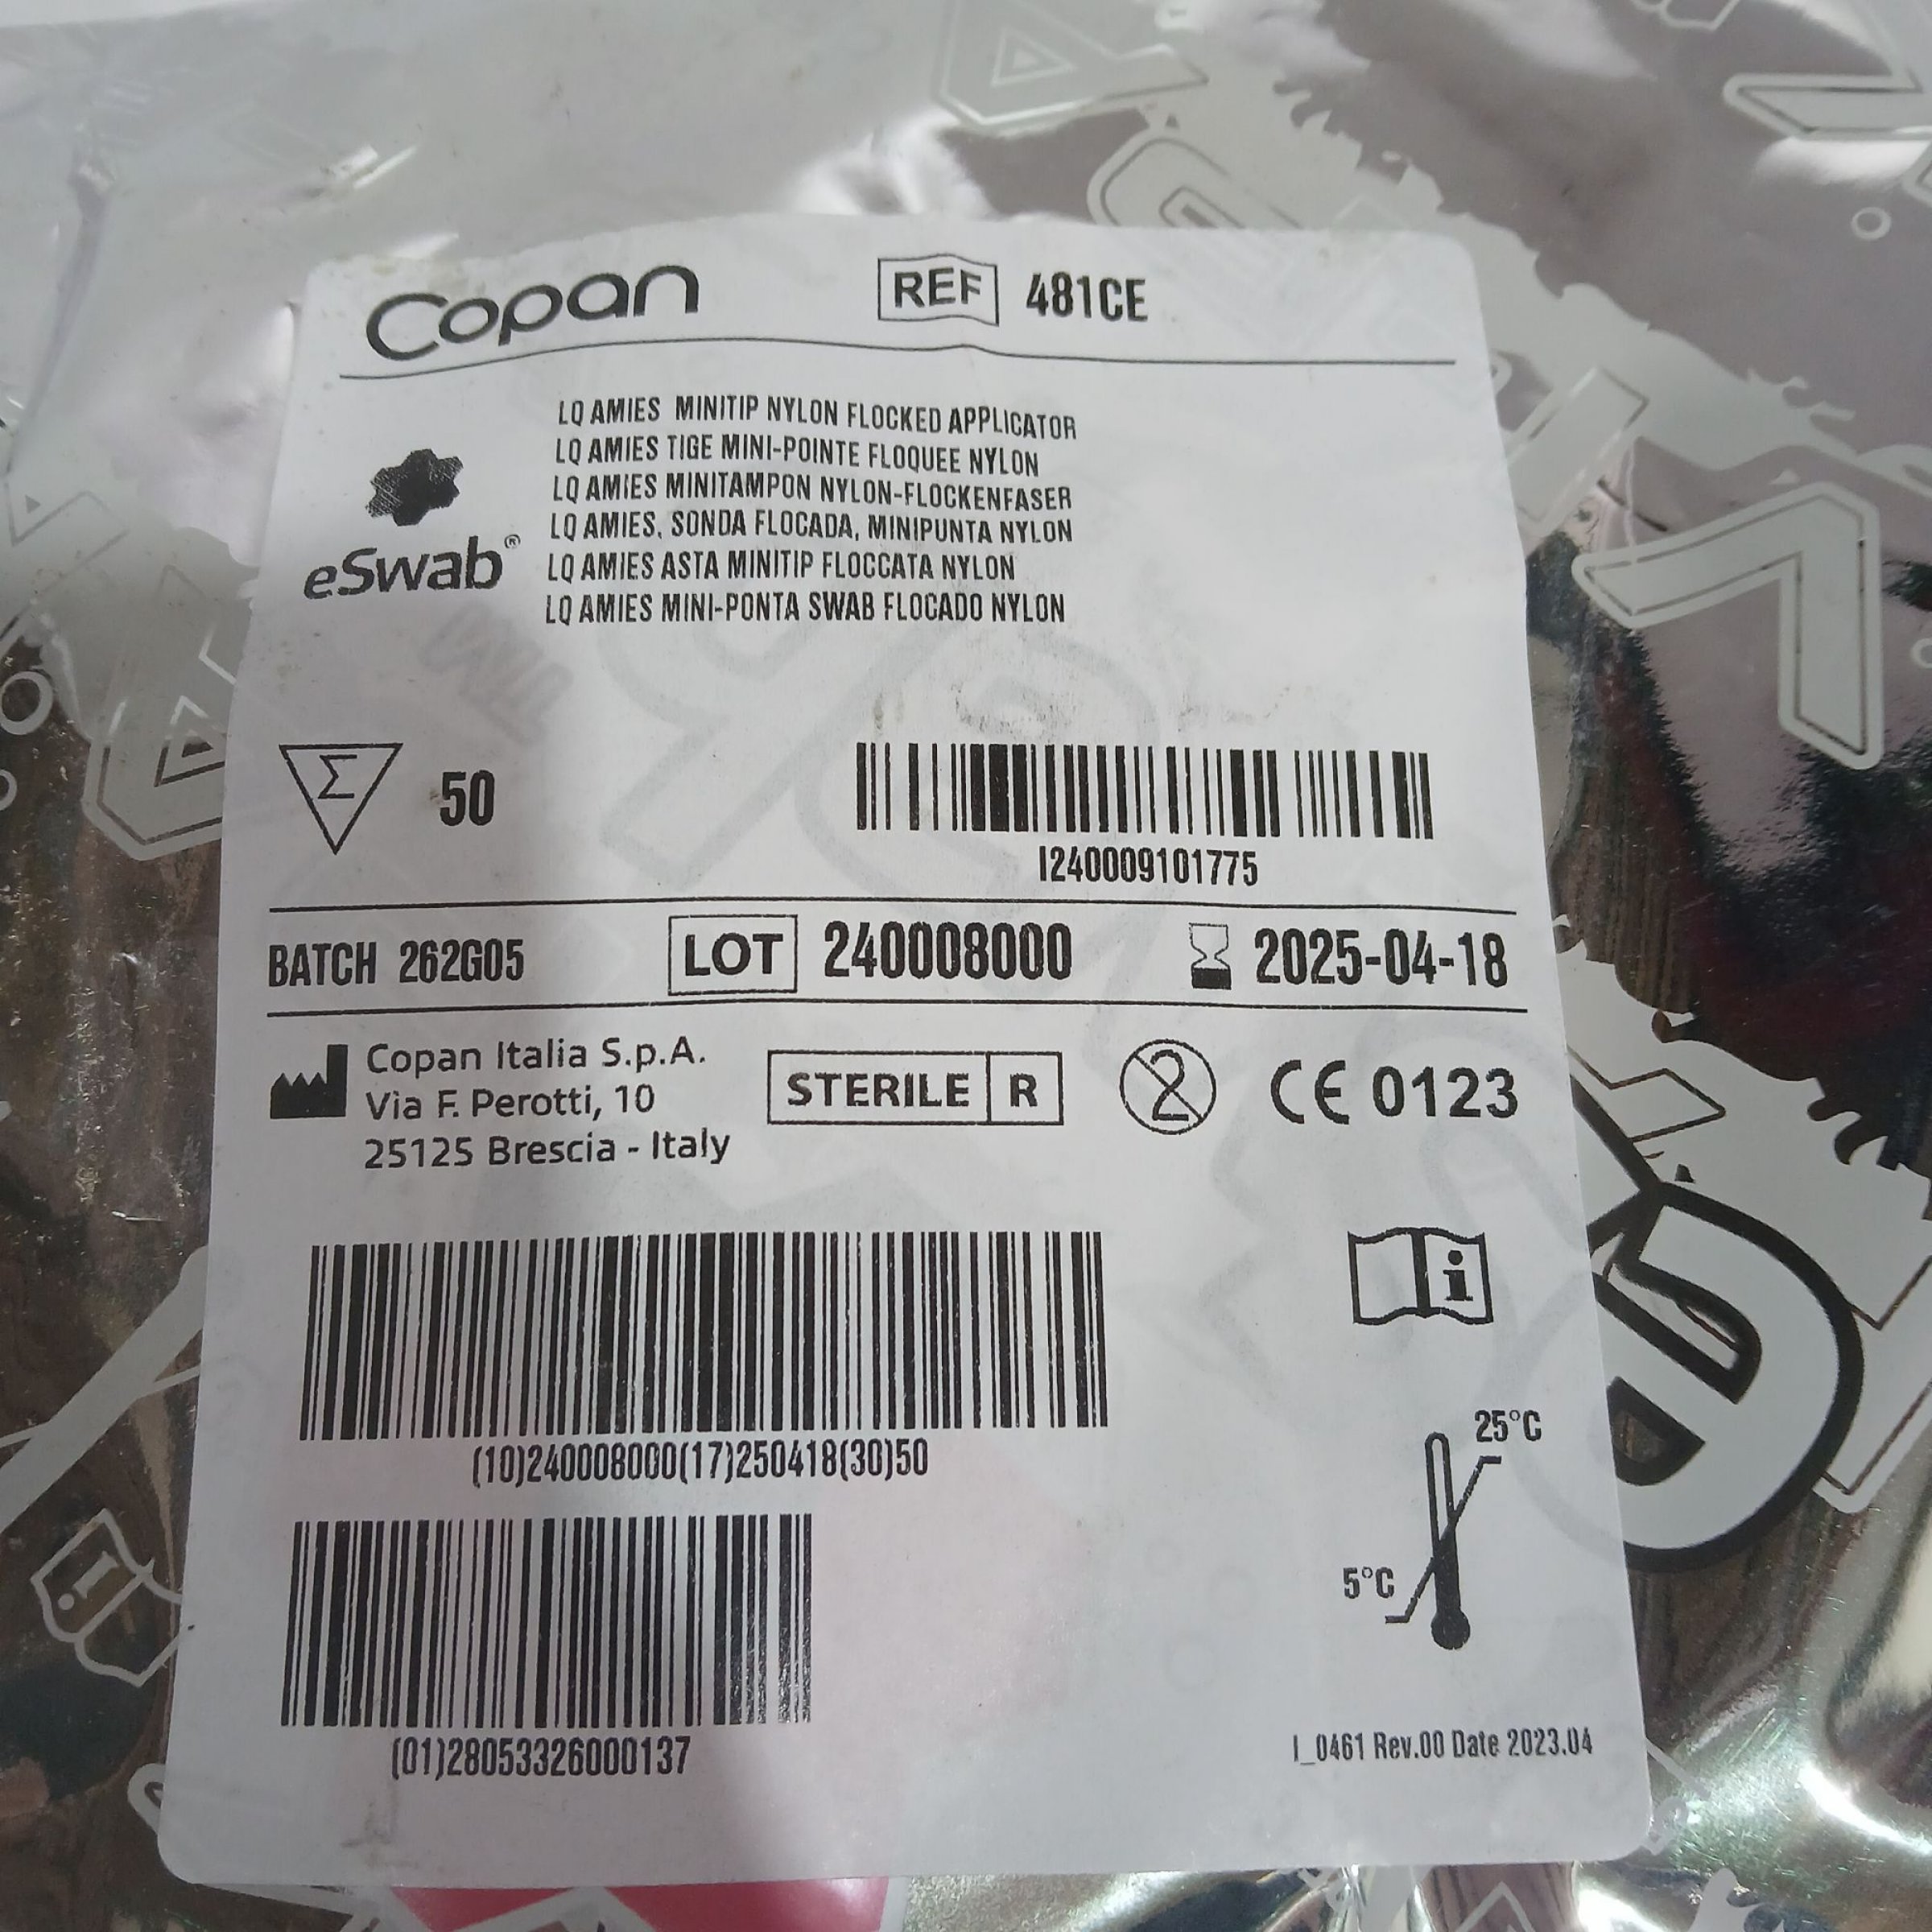 Copan
REF 481CE
LQ AMIES MINITIP NYLON FLOCKED APPLICATOR
LQ AMIES TIGE MINI-POINTE FLOQUEE NYLON
LQ AMIES MINITAMPON NYLON-FLOCKENFASER
LQ AMIES, SONDA FLOCADA, MINIPUNTA NYLON
LQ AMIES ASTA MINITIP FLOCCATA NYLON
LQ AMIES MINI-PONTA SWAB FLOCADO NYLON
eSwab®
Σ 50
I240009101775
BATCH 262G05 LOT 240008000 2025-04-18
Copan Italia S.p.A.
Via F. Perotti, 10
25125 Brescia - Italy
STERILE R 2 CE 0123
i
(10)240008000(17)250418(30)50
25°C
5°C
(01)28053326000137
I_0461 Rev.00 Date 2023.04